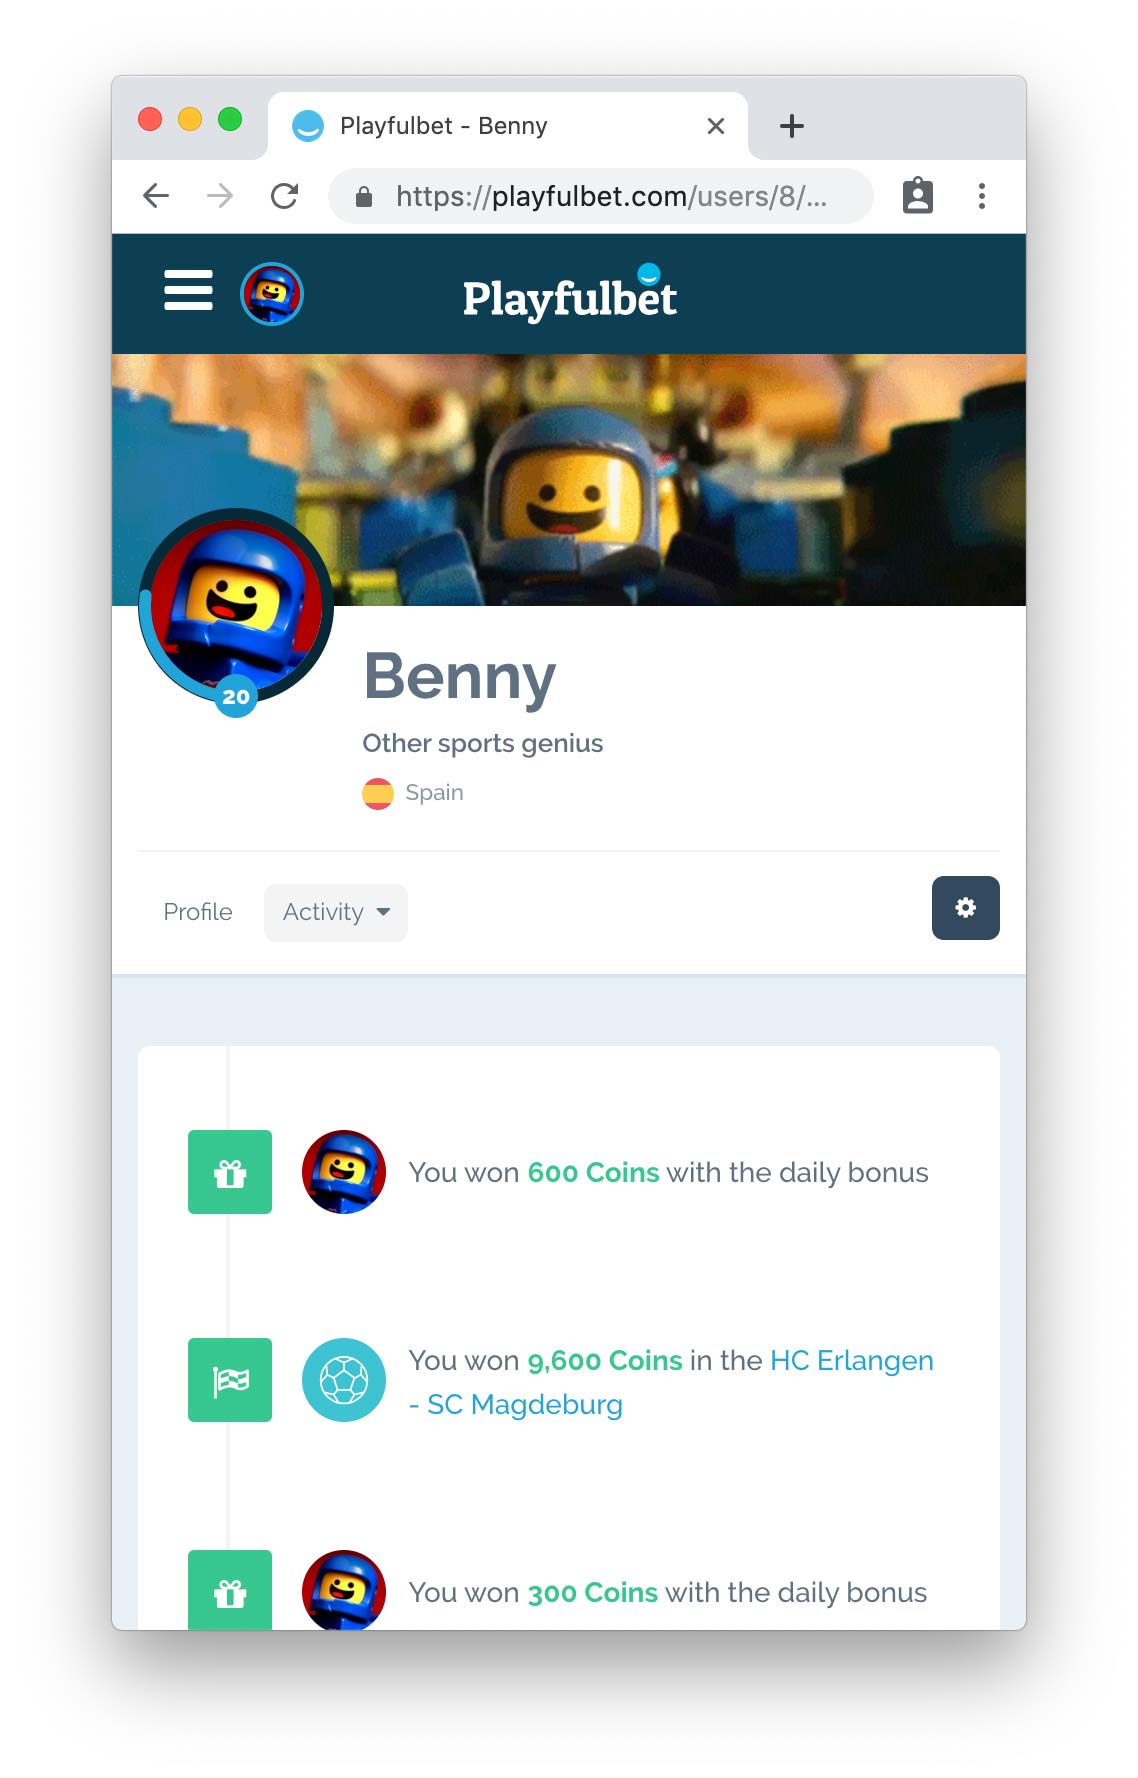 Playfulbet - Benny
https://playfulbet.com/users/8/...
Playfulbet
20
Benny
Other sports genius
Spain
Profile
Activity
You won 600 Coins with the daily bonus
You won 9,600 Coins in the HC Erlangen
- SC Magdeburg
You won 300 Coins with the daily bonus